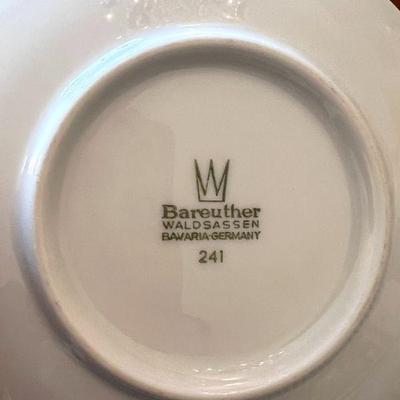 Bareuther
WALDSASSEN
BAVARIA-GERMANY
241